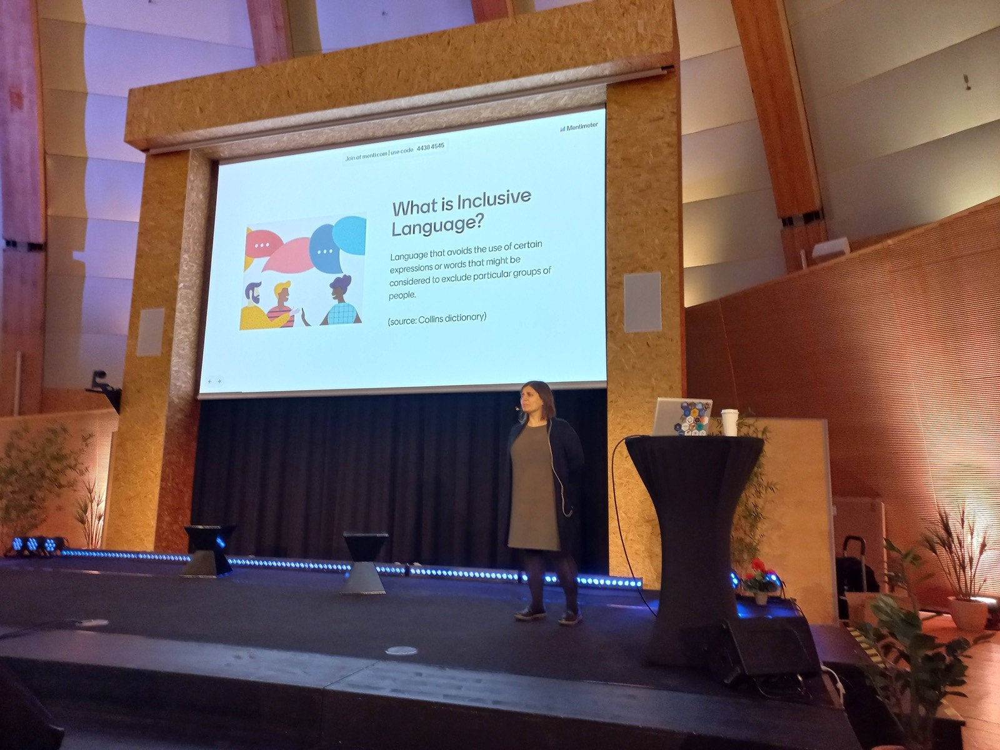 Mentimeter
Join at menti.com | use code 4438 4545
What is Inclusive
Language?
Language that avoids the use of certain
expressions or words that might be
considered to exclude particular groups of
people.
(source: Collins dictionary)